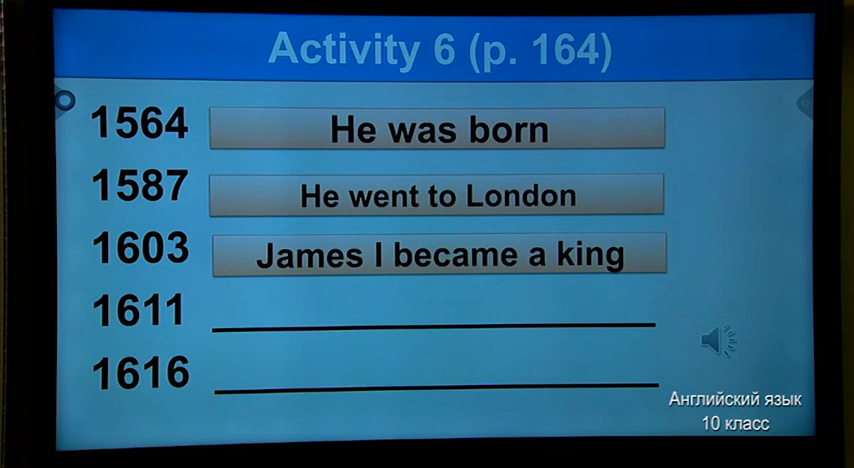 Activity 6 (p. 164)
1564 He was born
1587 He went to London
1603 James I became a king
1611
1616
Английский язык
10 класс